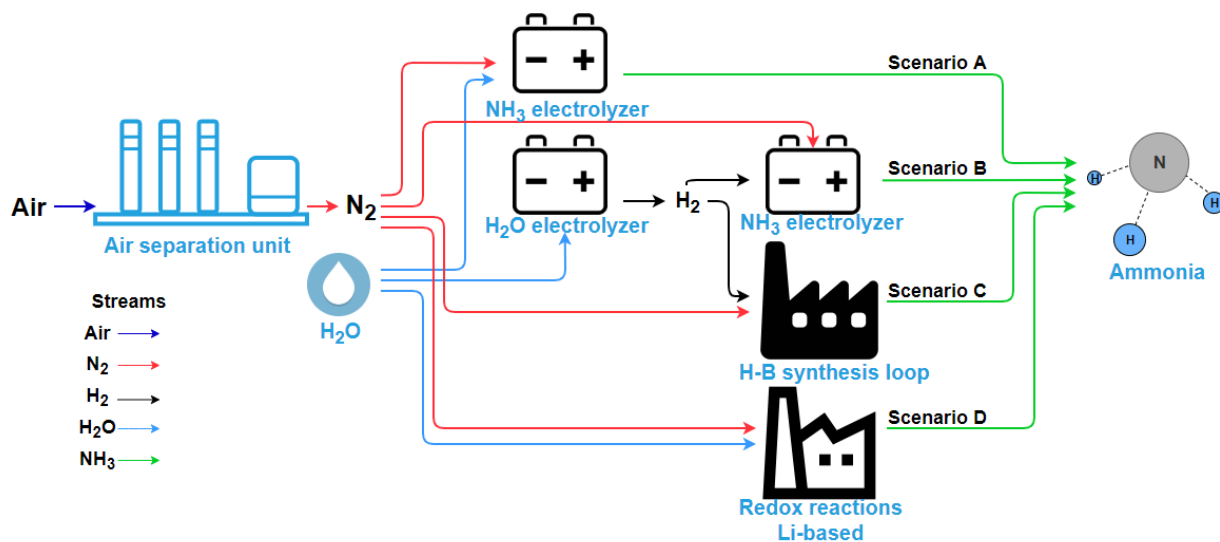 Scenario A
NH3 electrolyzer
Scenario B
N
H
H
H
Air
N2
H2
H2O electrolyzer
NH3 electrolyzer
Air separation unit
Ammonia
Scenario C
Streams
H2O
Air
N2
H-B synthesis loop
H2
Scenario D
H2O
NH3
Redox reactions
Li-based